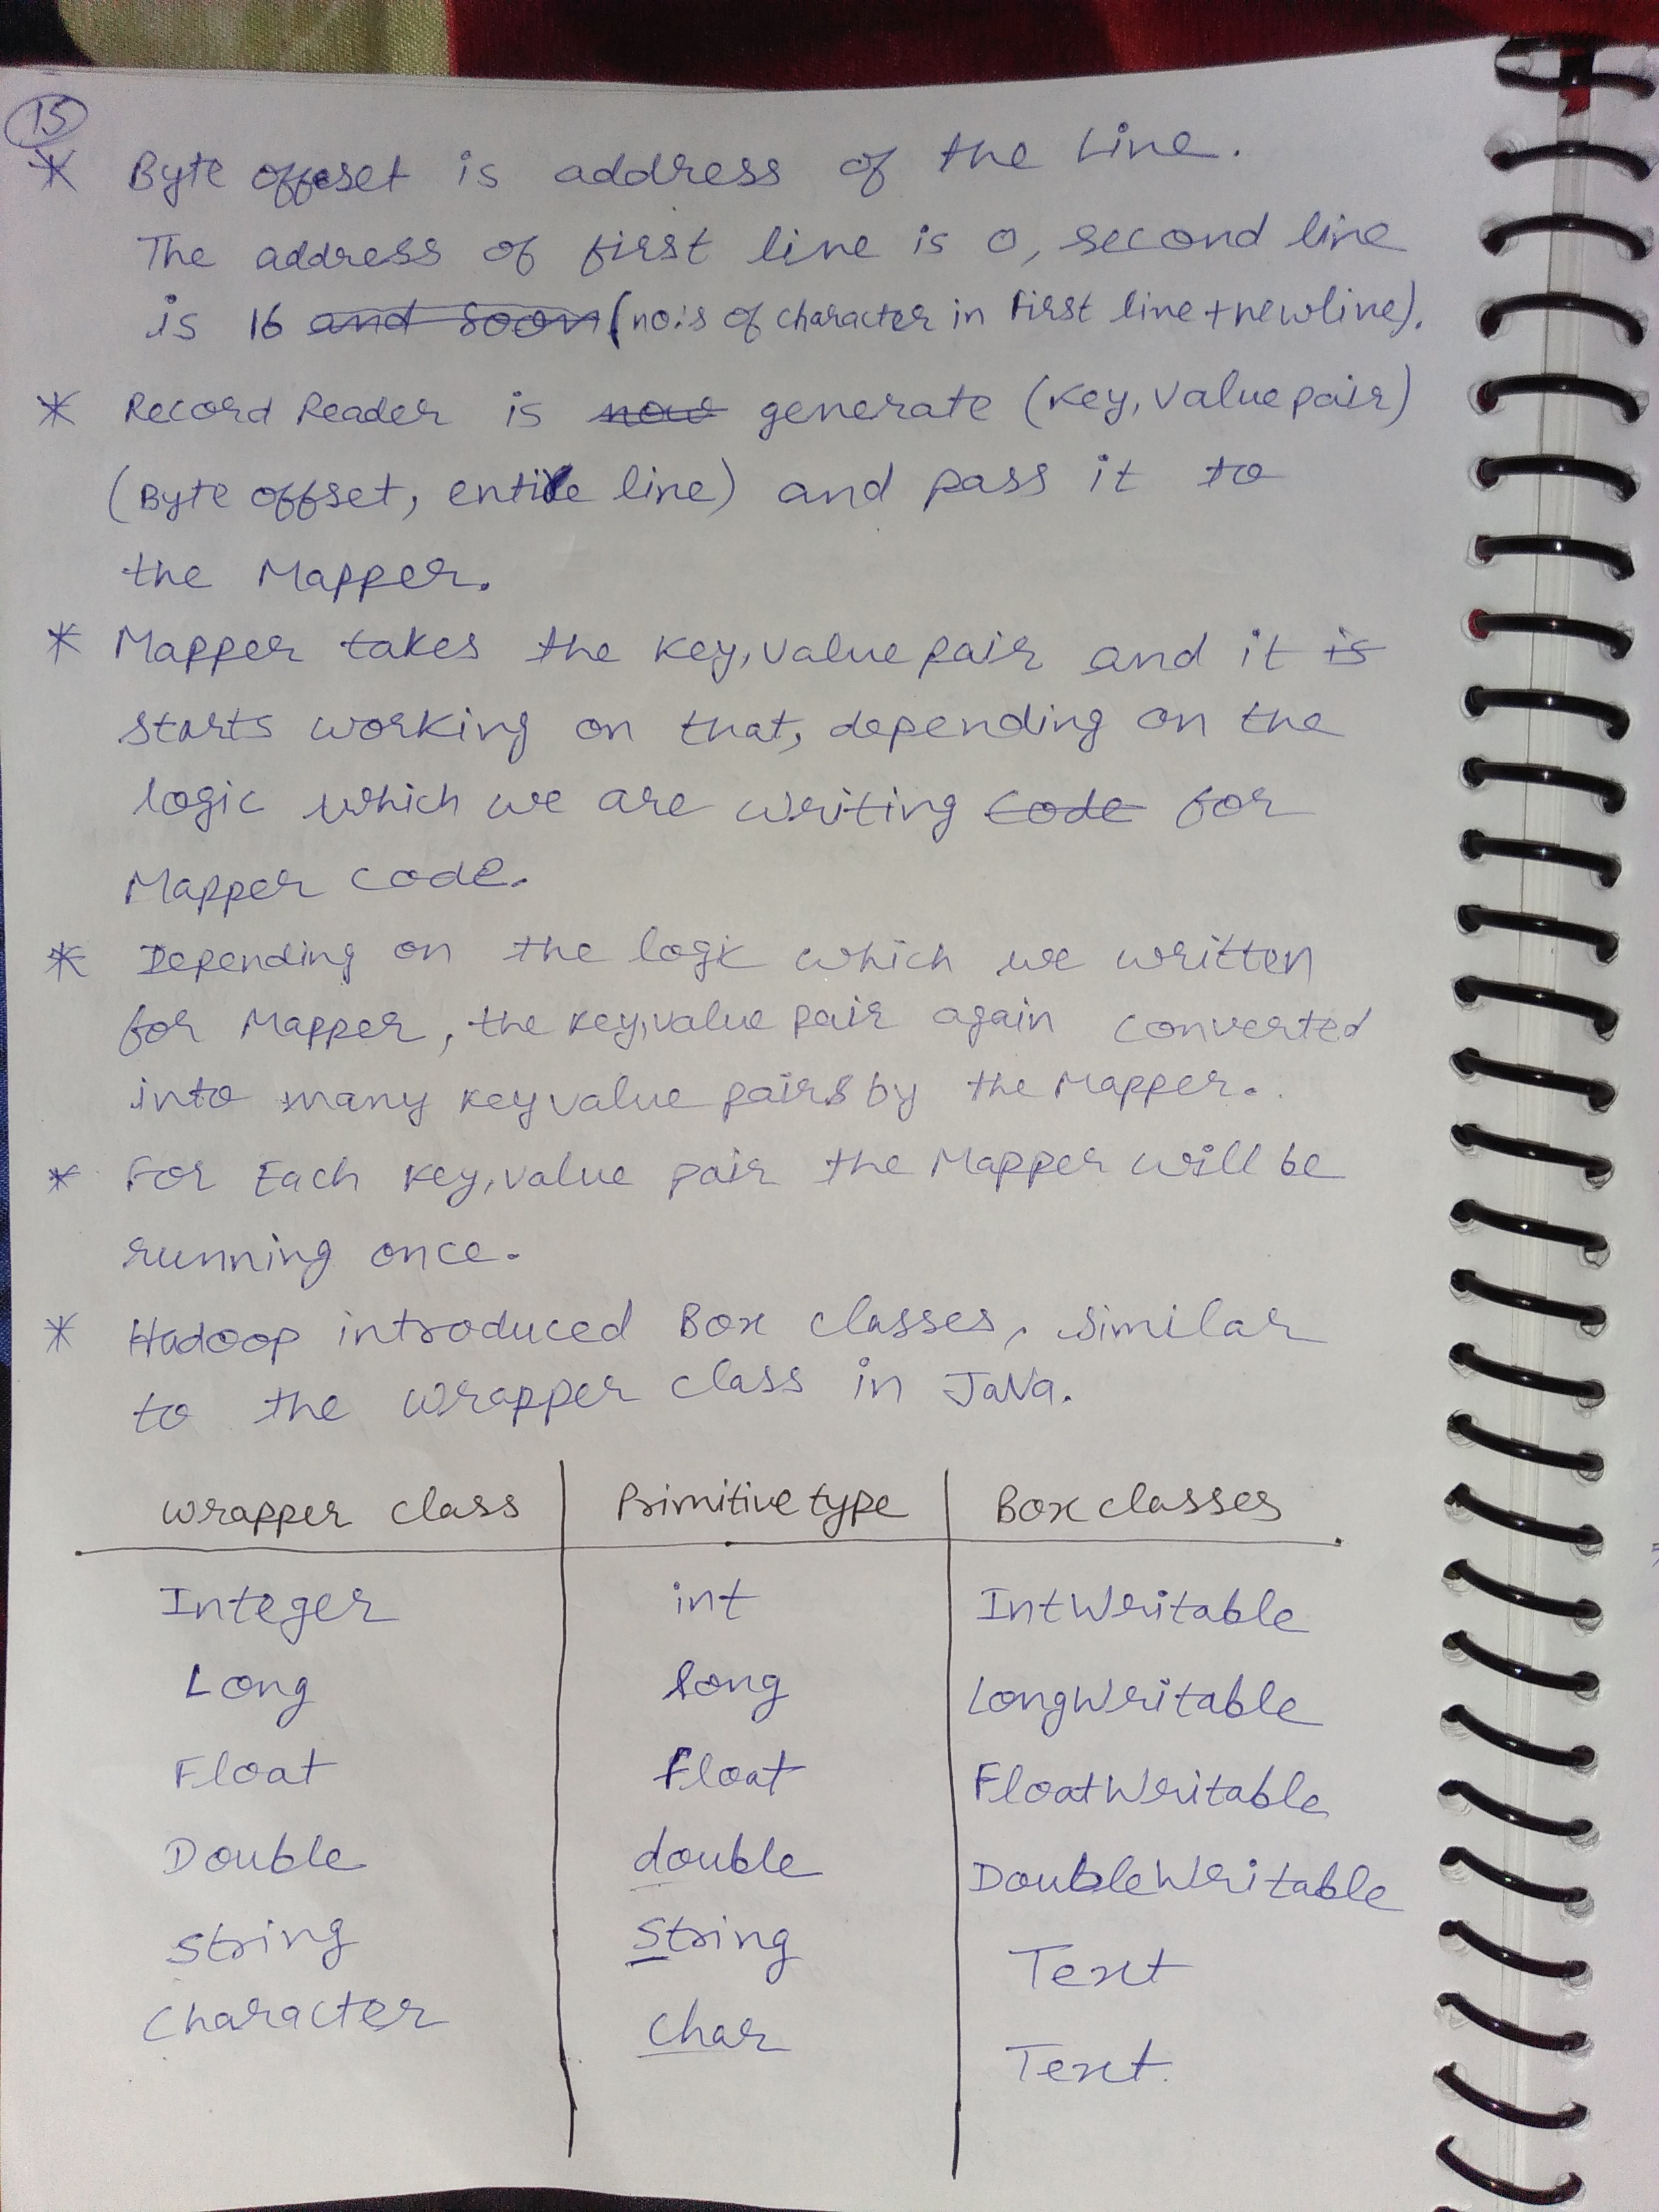 15
* Byte offset is address of the Line.
The address of first line is 0, second line
is 16 and soon (no:s of character in first line + newline).
* Record Reader is now generate (key, value pair)
(Byte offset, entire line) and pass it to
the Mapper.
* Mapper takes the key, value pair and it is
starts working on that, depending on the
logic which we are writing code for
Mapper code.
* Depending on the logic which we written
for Mapper, the key, value pair again converted
into many key value pairs by the Mapper.
* For Each key, value pair the Mapper will be
running once.
* Hadoop introduced Box classes, similar
to the wrapper class in Java.
wrapper class Primitive type Box classes
Integer int IntWritable
Long long LongWritable
Float float FloatWritable
Double double DoubleWritable
String String Text
Character char Text.